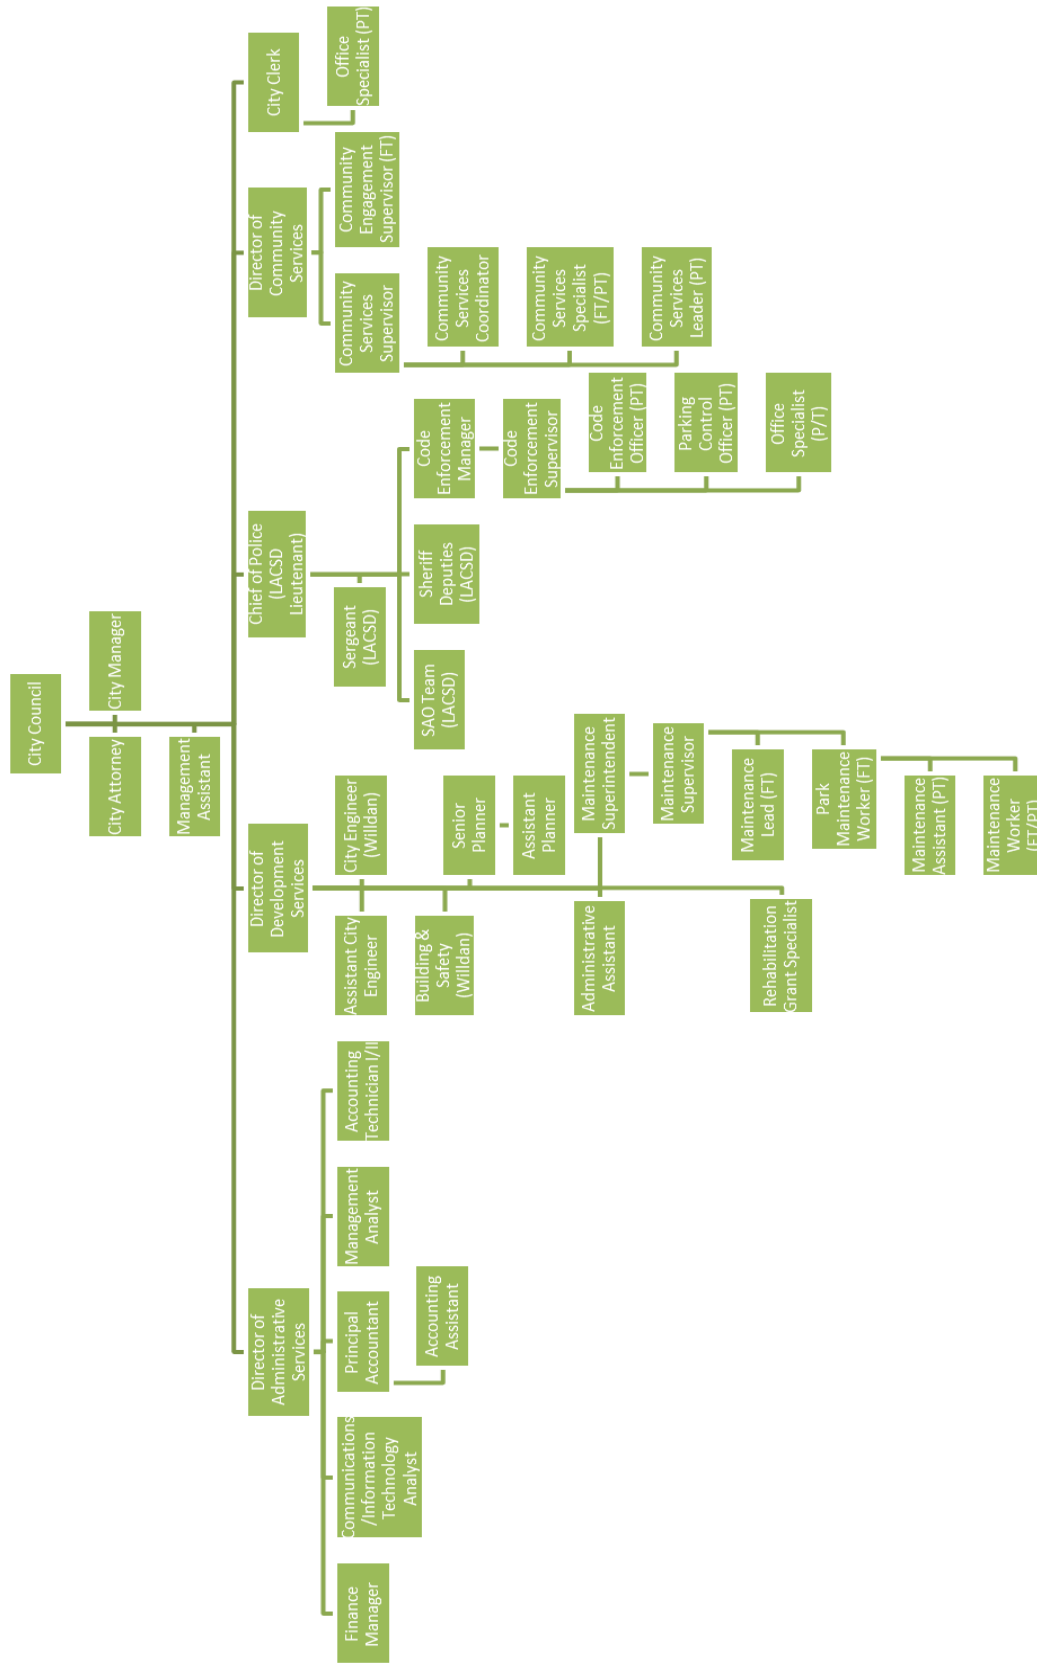 City Council
City Attorney
City Manager
Management
Assistant
Director of
Administrative
Services
Finance
Manager
Communications
/Information
Technology
Analyst
Principal
Accountant
Accounting
Assistant
Management
Analyst
Accounting
Technician I/II
Director of
Development
Services
Assistant City
Engineer
City Engineer
(Willdan)
Building &
Safety
(Willdan)
Senior
Planner
Assistant
Planner
Administrative
Assistant
Maintenance
Superintendent
Maintenance
Supervisor
Maintenance
Lead (FT)
Park
Maintenance
Worker (FT)
Maintenance
Assistant (PT)
Maintenance
Worker
(FT/PT)
Rehabilitation
Grant Specialist
Chief of Police
(LACSD
Lieutenant)
Sergeant
(LACSD)
SAO Team
(LACSD)
Sheriff
Deputies
(LACSD)
Code
Enforcement
Manager
Code
Enforcement
Supervisor
Code
Enforcement
Officer (PT)
Parking
Control
Officer (PT)
Office
Specialist
(P/T)
Director of
Community
Services
Community
Services
Supervisor
Community
Services
Coordinator
Community
Services
Specialist
(FT/PT)
Community
Services
Leader (PT)
Community
Engagement
Supervisor (FT)
City Clerk
Office
Specialist (PT)